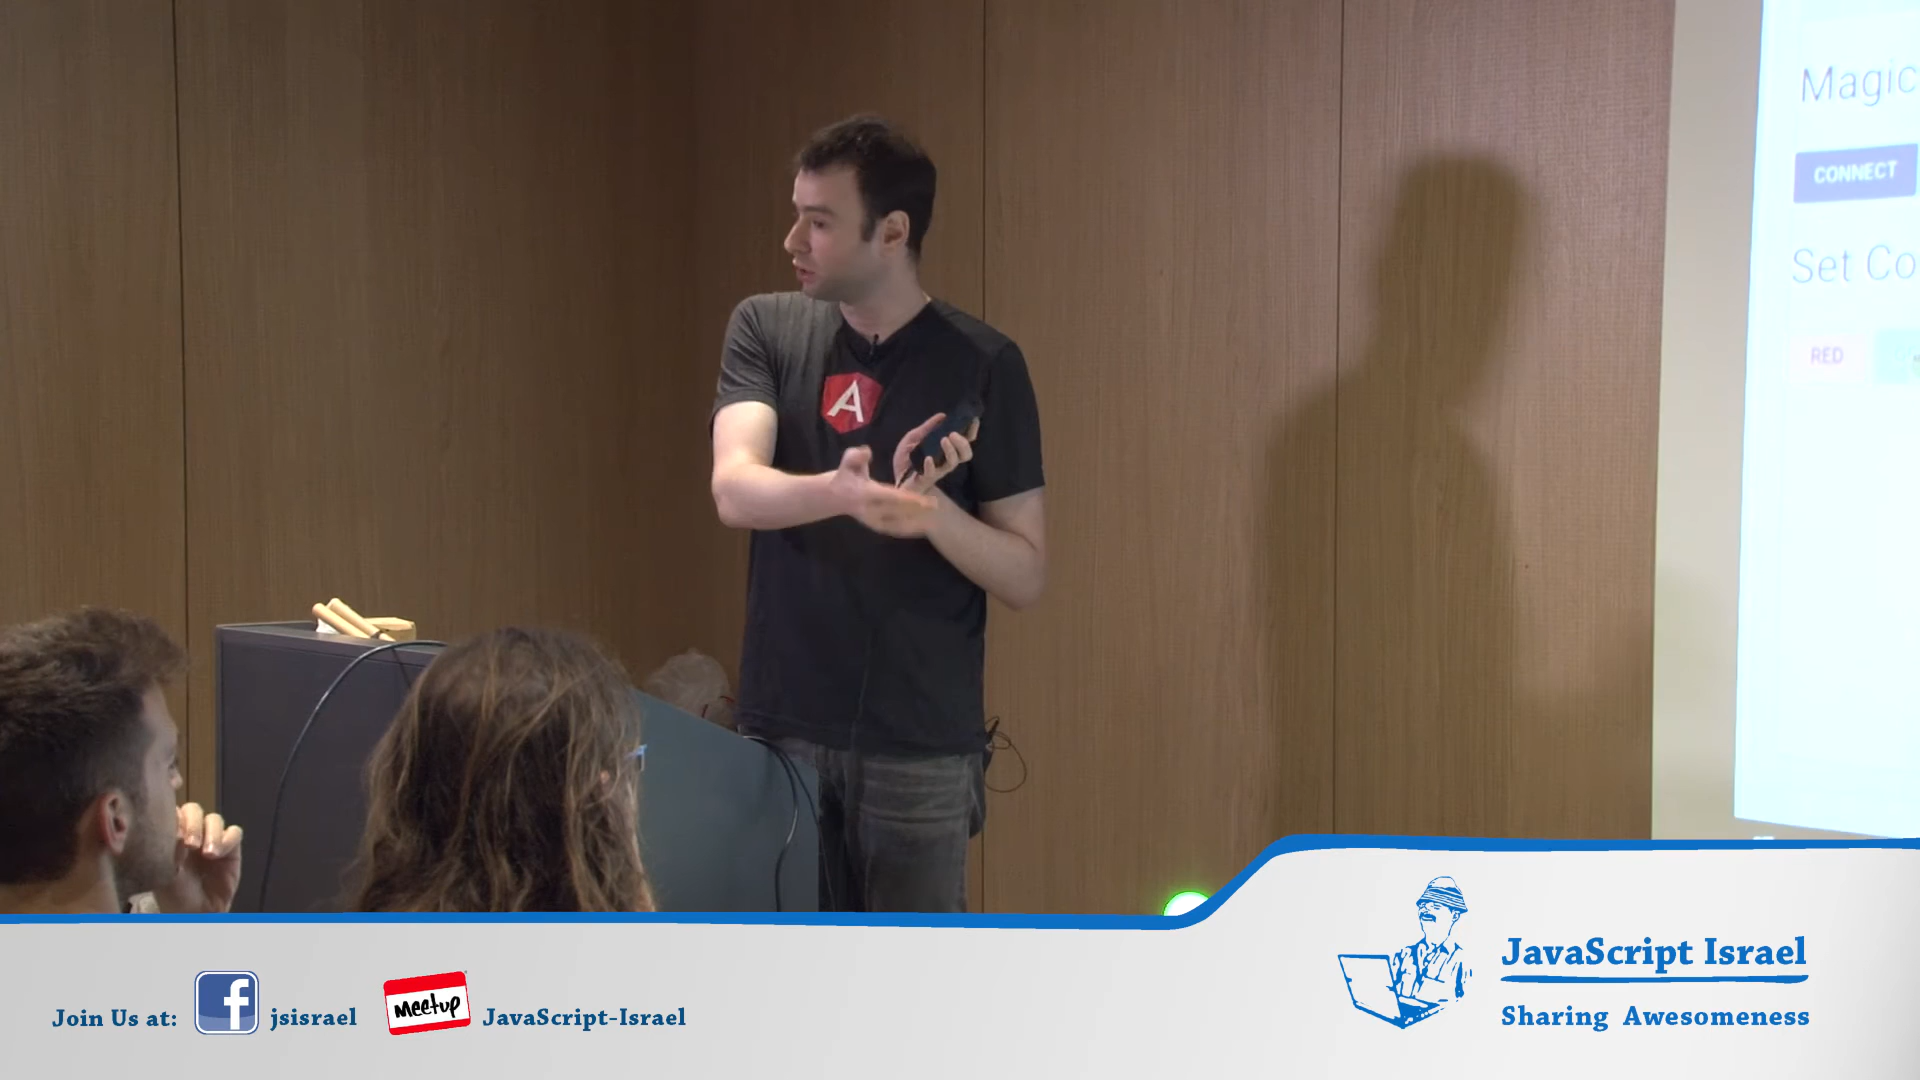 Magic
CONNECT
Set Co
RED
A
JavaScript Israel
Sharing Awesomeness
Join Us at:
jsisrael
meetup
JavaScript-Israel